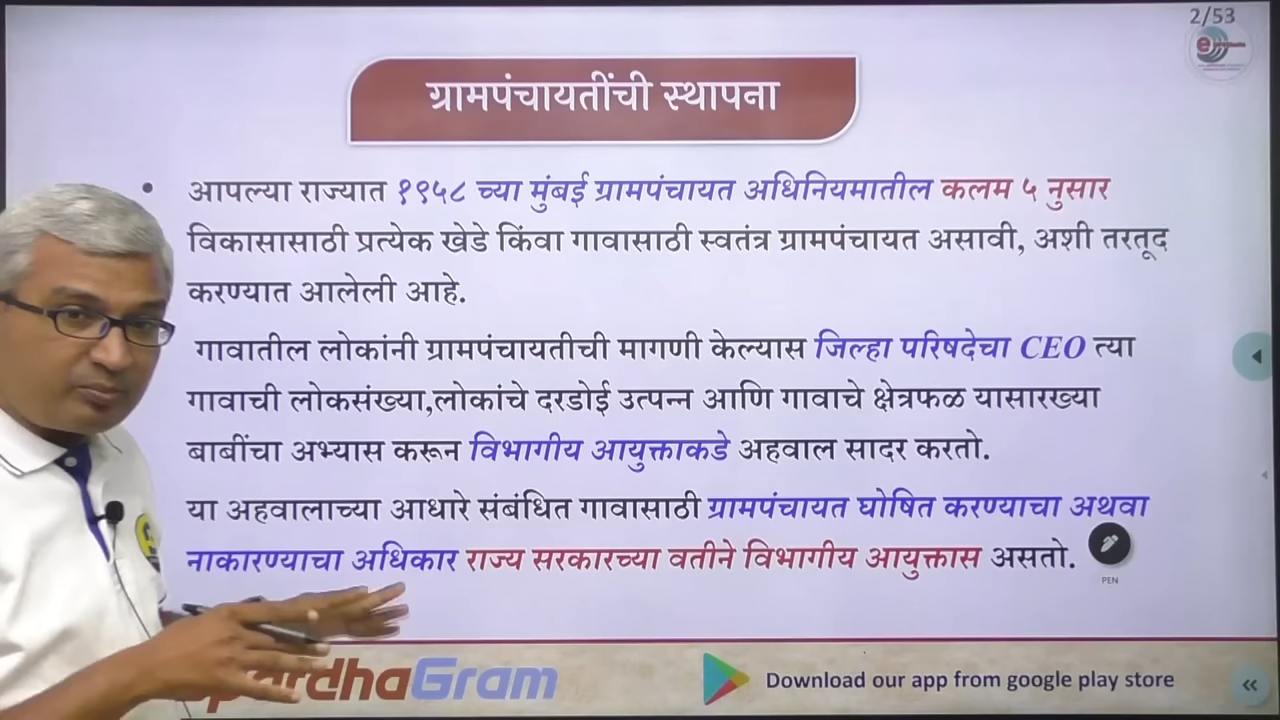 2/53
ग्रामपंचायतींची स्थापना
• आपल्या राज्यात १९५८ च्या मुंबई ग्रामपंचायत अधिनियमातील कलम ५ नुसार
विकासासाठी प्रत्येक खेडे किंवा गावासाठी स्वतंत्र ग्रामपंचायत असावी, अशी तरतूद
करण्यात आलेली आहे.
गावातील लोकांनी ग्रामपंचायतीची मागणी केल्यास जिल्हा परिषदेचा CEO त्या
गावाची लोकसंख्या,लोकांचे दरडोई उत्पन्न आणि गावाचे क्षेत्रफळ यासारख्या
बाबींचा अभ्यास करून विभागीय आयुक्ताकडे अहवाल सादर करतो.
या अहवालाच्या आधारे संबंधित गावासाठी ग्रामपंचायत घोषित करण्याचा अथवा
नाकारण्याचा अधिकार राज्य सरकारच्या वतीने विभागीय आयुक्तास असतो.
PEN
SpardhaGram
Download our app from google play store